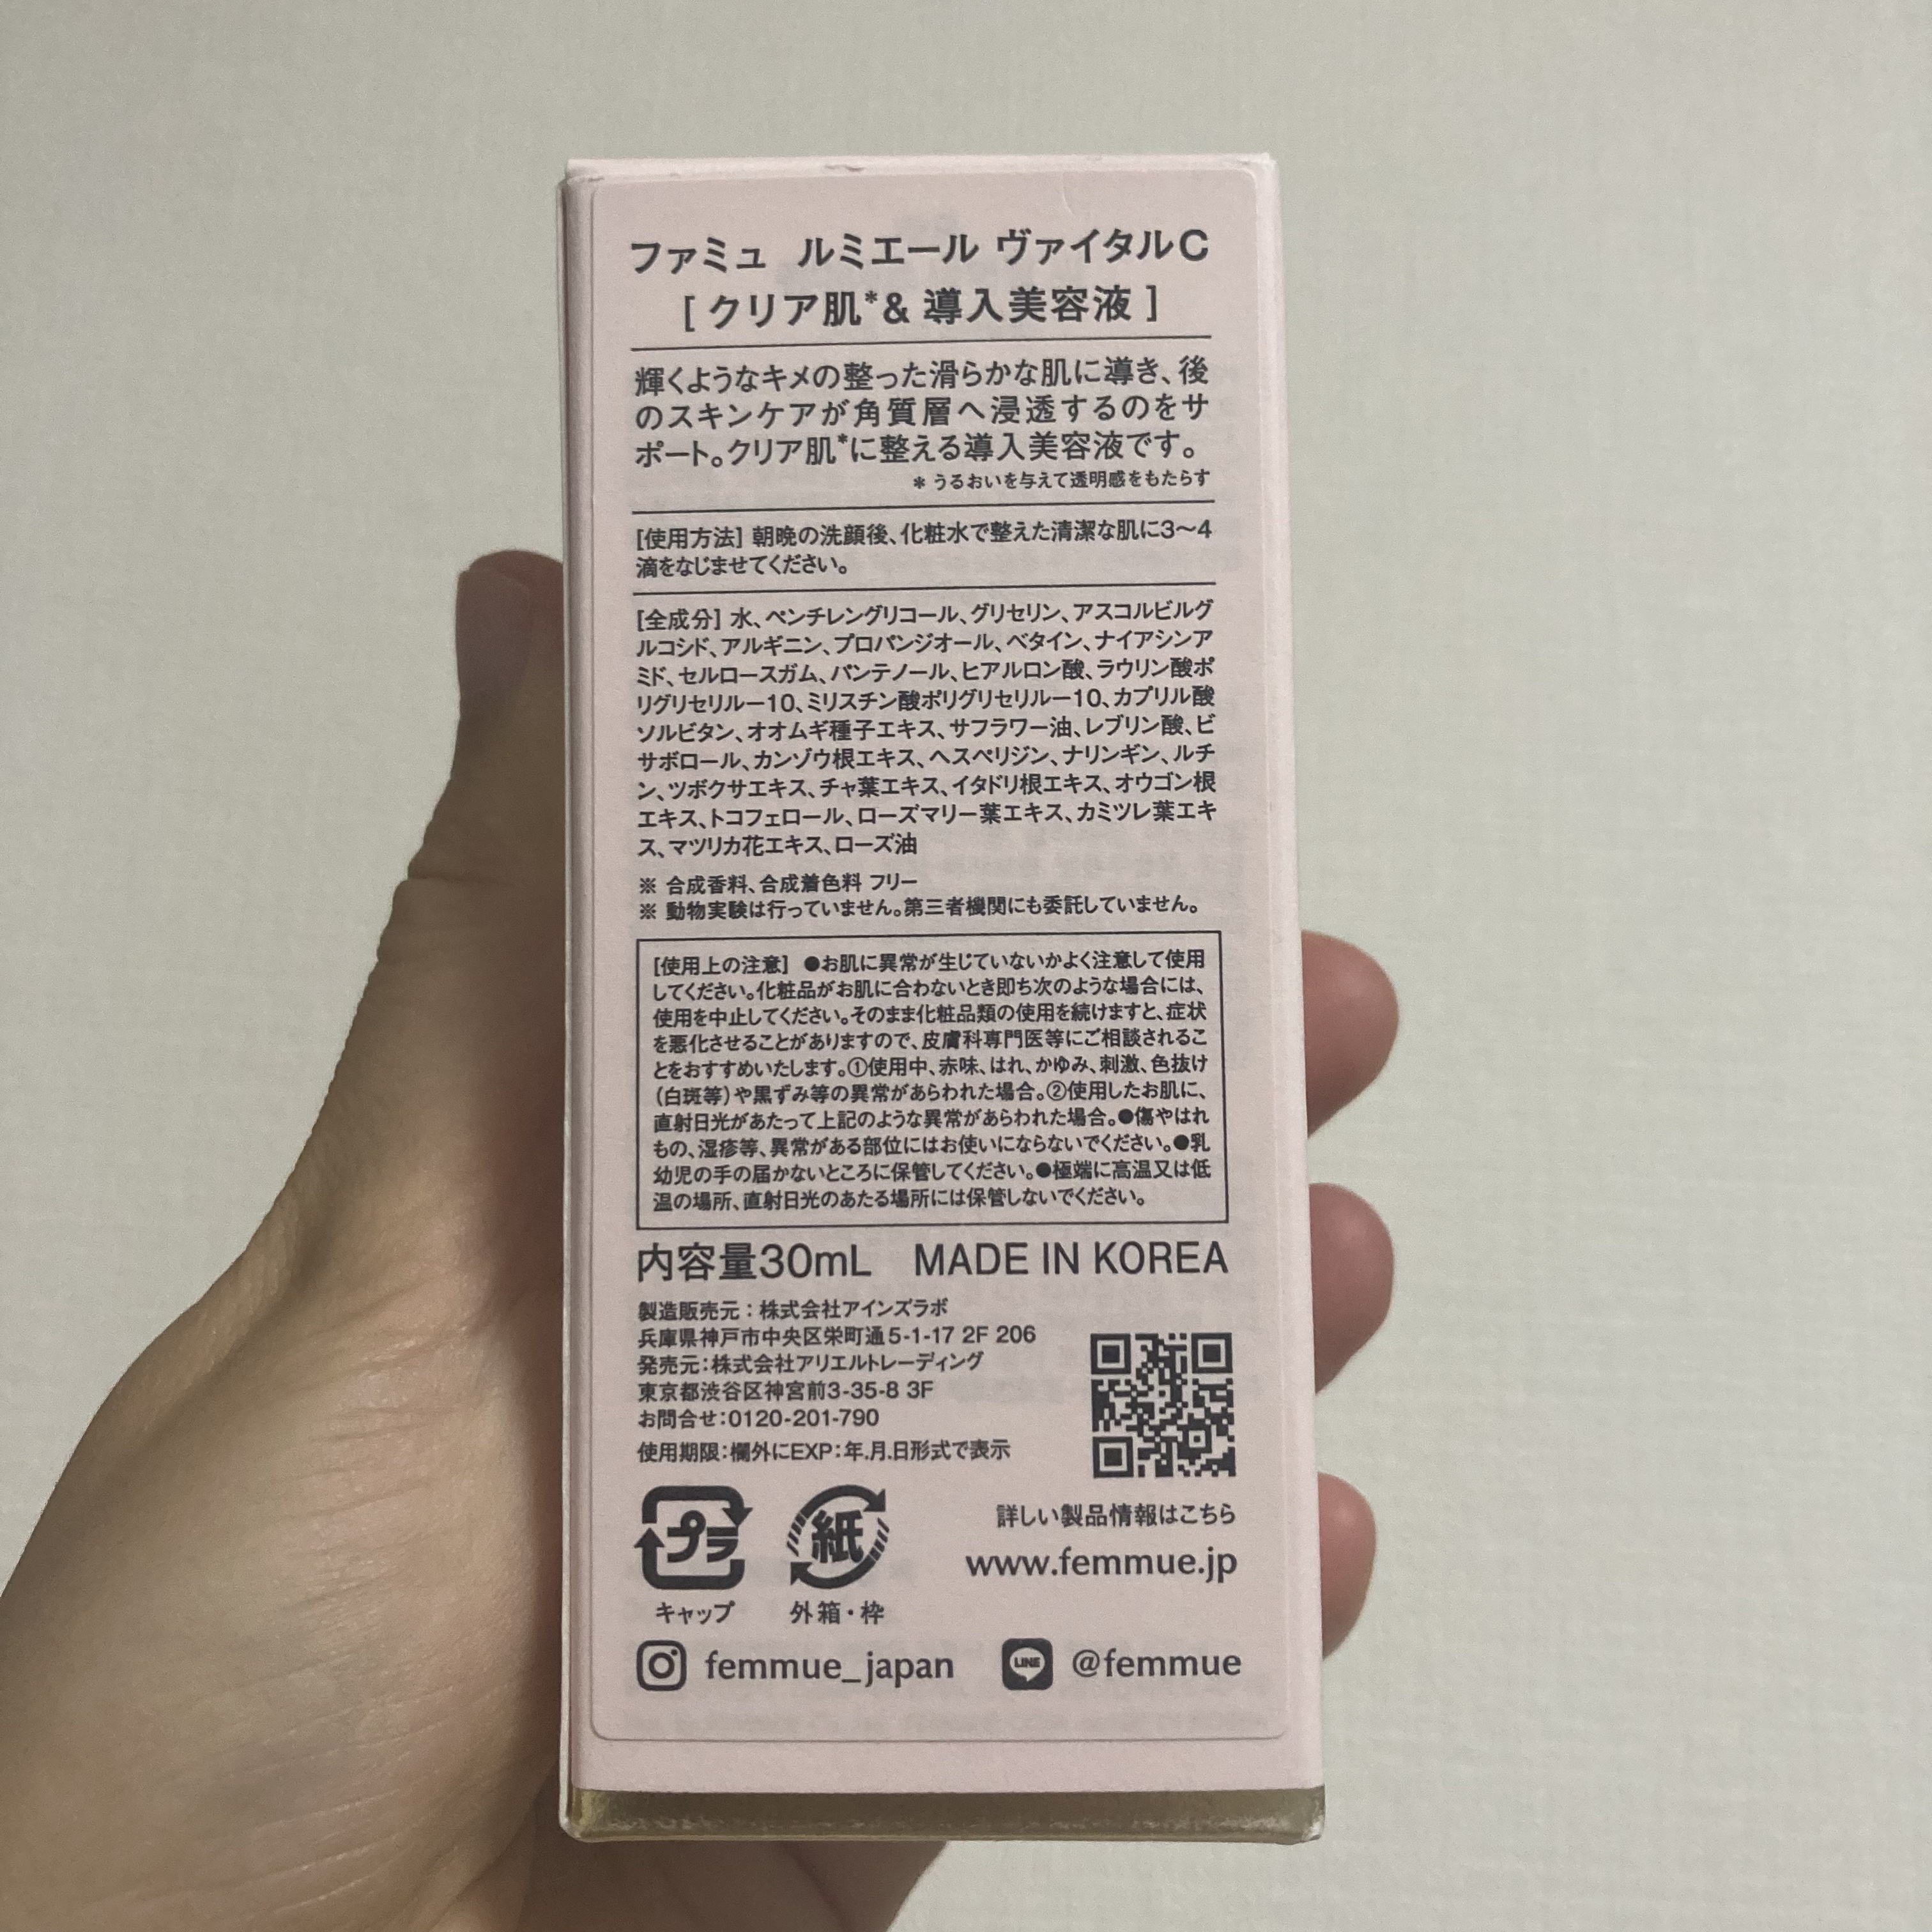 ファミュ ルミエール ヴァイタルC
[ クリア肌*& 導入美容液 ]
輝くようなキメの整った滑らかな肌に導き、後
のスキンケアが角質層へ浸透するのをサ
ポート。クリア肌*に整える導入美容液です。
* うるおいを与えて透明感をもたらす
[使用方法] 朝晩の洗顔後、化粧水で整えた清潔な肌に3〜4
滴をなじませてください。
[全成分] 水、ペンチレングリコール、グリセリン、アスコルビルグ
ルコシド、アルギニン、プロパンジオール、ベタイン、ナイアシンア
ミド、セルロースガム、パンテノール、ヒアルロン酸、ラウリン酸ポ
リグリセリルー10、ミリスチン酸ポリグリセリルー10、カプリル酸
ソルビタン、オオムギ種子エキス、サフラワー油、レブリン酸、ビ
サボロール、カンゾウ根エキス、ヘスペリジン、ナリンギン、ルチ
ン、ツボクサエキス、チャ葉エキス、イタドリ根エキス、オウゴン根
エキス、トコフェロール、ローズマリー葉エキス、カミツレ葉エキ
ス、マツリカ花エキス、ローズ油
※ 合成香料、合成着色料 フリー
※ 動物実験は行っていません。第三者機関にも委託していません。
[使用上の注意] ●お肌に異常が生じていないかよく注意して使用
してください。化粧品がお肌に合わないとき即ち次のような場合には、
使用を中止してください。そのまま化粧品類の使用を続けますと、症状
を悪化させることがありますので、皮膚科専門医等にご相談されるこ
とをおすすめいたします。①使用中、赤味、はれ、かゆみ、刺激、色抜け
(白斑等)や黒ずみ等の異常があらわれた場合。②使用したお肌に、
直射日光があたって上記のような異常があらわれた場合。●傷やはれ
もの、湿疹等、異常がある部位にはお使いにならないでください。●乳
幼児の手の届かないところに保管してください。●極端に高温又は低
温の場所、直射日光のあたる場所には保管しないでください。
内容量30mL MADE IN KOREA
製造販売元：株式会社アインズラボ
兵庫県神戸市中央区栄町通5-1-17 2F 206
発売元：株式会社アリエルトレーディング
東京都渋谷区神宮前3-35-8 3F
お問合せ：0120-201-790
使用期限：欄外にEXP：年.月.日形式で表示
プラ 紙
キャップ 外箱・枠
詳しい製品情報はこちら
www.femmue.jp
femmue_japan LINE @femmue